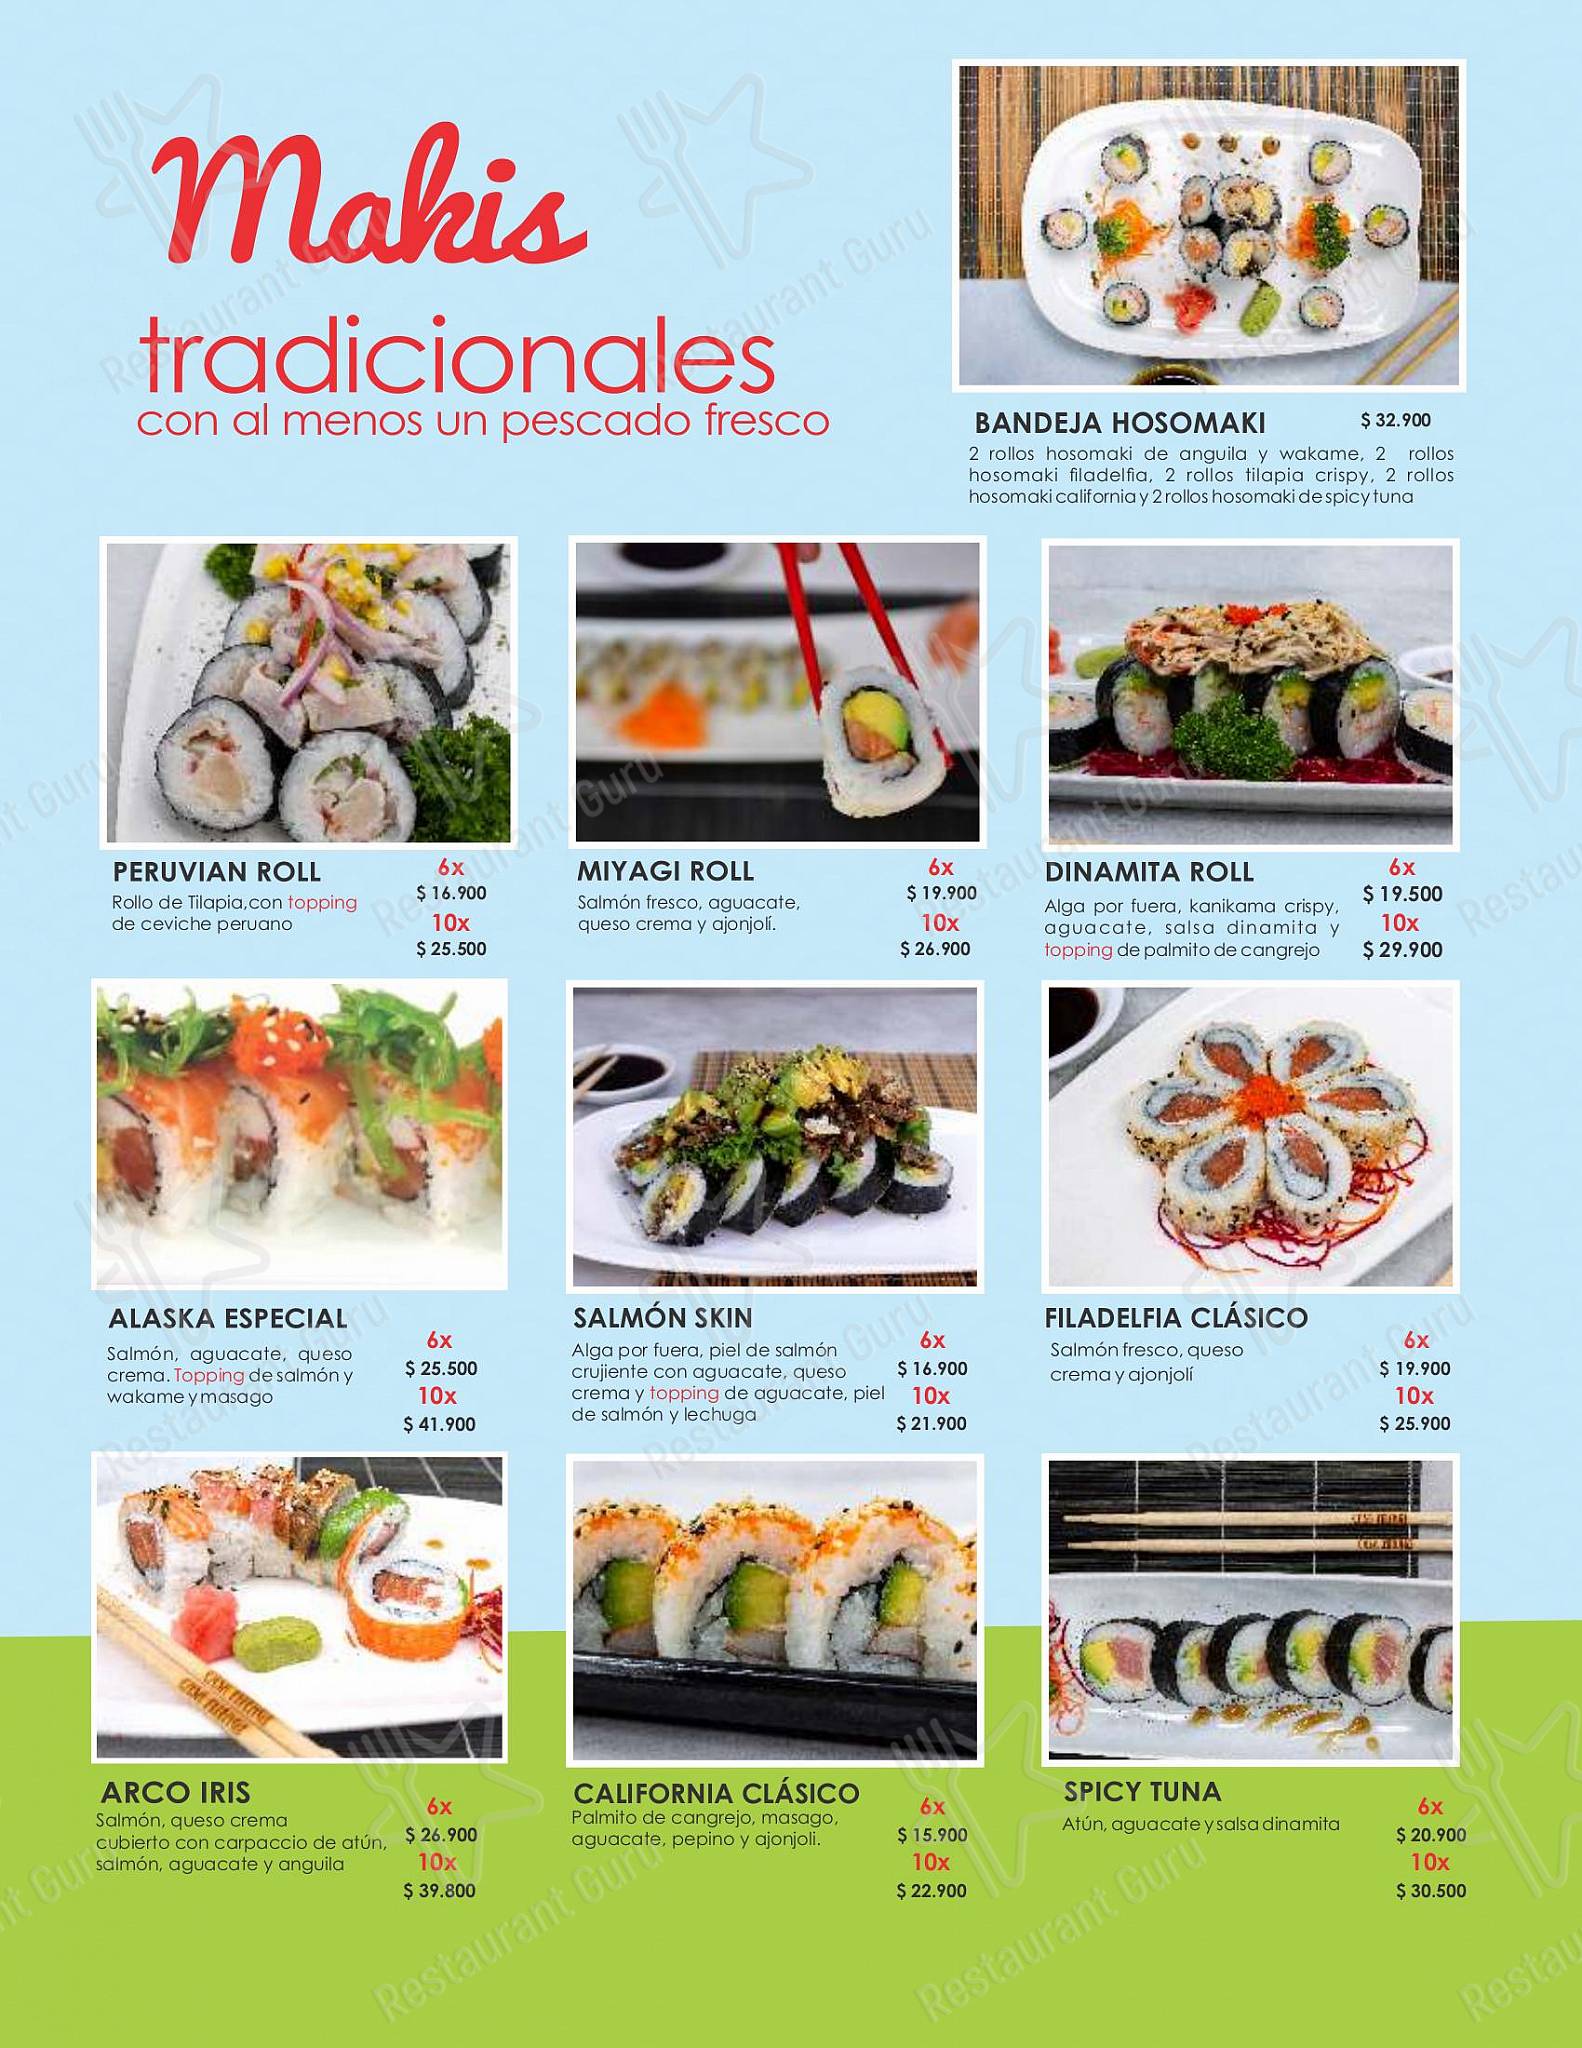 Makis
tradicionales
con al menos un pescado fresco
BANDEJA HOSOMAKI $ 32.900
2 rollos hosomaki de anguila y wakame, 2 rollos
hosomaki filadelfia, 2 rollos tilapia crispy, 2 rollos
hosomaki california y 2 rollos hosomaki de spicy tuna
PERUVIAN ROLL
Rollo de Tilapia,con topping
de ceviche peruano
6x
$ 16.900
10x
$ 25.500
MIYAGI ROLL
Salmón fresco, aguacate,
queso crema y ajonjolí.
6x
$ 19.900
10x
$ 26.900
DINAMITA ROLL
Alga por fuera, kanikama crispy,
aguacate, salsa dinamita y
topping de palmito de cangrejo
6x
$ 19.500
10x
$ 29.900
ALASKA ESPECIAL
Salmón, aguacate, queso
crema. Topping de salmón y
wakame y masago
6x
$ 25.500
10x
$ 41.900
SALMÓN SKIN
Alga por fuera, piel de salmón
crujiente con aguacate, queso
crema y topping de aguacate, piel
de salmón y lechuga
6x
$ 16.900
10x
$ 21.900
FILADELFIA CLÁSICO
Salmón fresco, queso
crema y ajonjolí
6x
$ 19.900
10x
$ 25.900
ARCO IRIS
Salmón, queso crema
cubierto con carpaccio de atún,
salmón, aguacate y anguila
6x
$ 26.900
10x
$ 39.800
CALIFORNIA CLÁSICO
Palmito de cangrejo, masago,
aguacate, pepino y ajonjoli.
6x
$ 15.900
10x
$ 22.900
SPICY TUNA
Atún, aguacate y salsa dinamita
6x
$ 20.900
10x
$ 30.500
Restaurant Guru